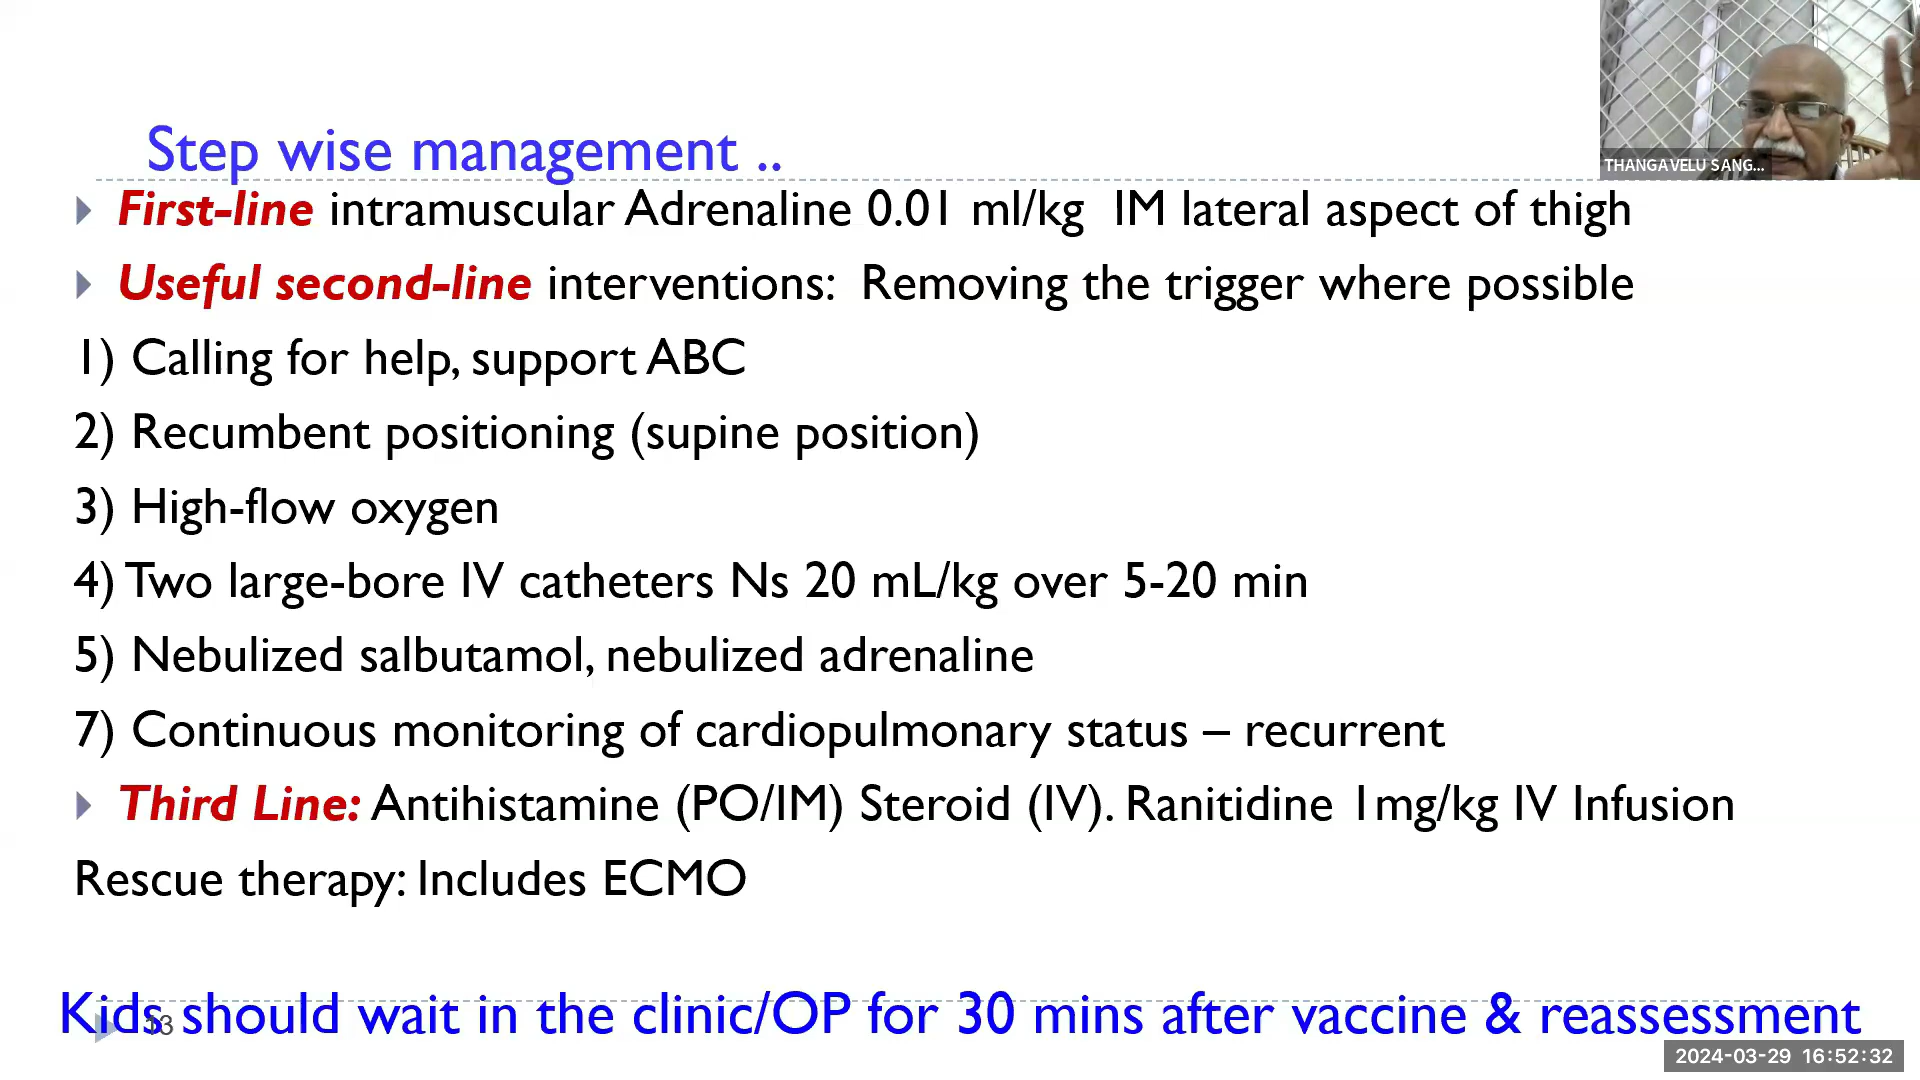 THANGAVELU SANG...
Step wise management ..
First-line intramuscular Adrenaline 0.01 ml/kg IM lateral aspect of thigh
Useful second-line interventions: Removing the trigger where possible
1) Calling for help, support ABC
2) Recumbent positioning (supine position)
3) High-flow oxygen
4) Two large-bore IV catheters Ns 20 mL/kg over 5-20 min
5) Nebulized salbutamol, nebulized adrenaline
7) Continuous monitoring of cardiopulmonary status – recurrent
Third Line: Antihistamine (PO/IM) Steroid (IV). Ranitidine 1mg/kg IV Infusion
Rescue therapy: Includes ECMO
Kids should wait in the clinic/OP for 30 mins after vaccine & reassessment
13
2024-03-29 16:52:32